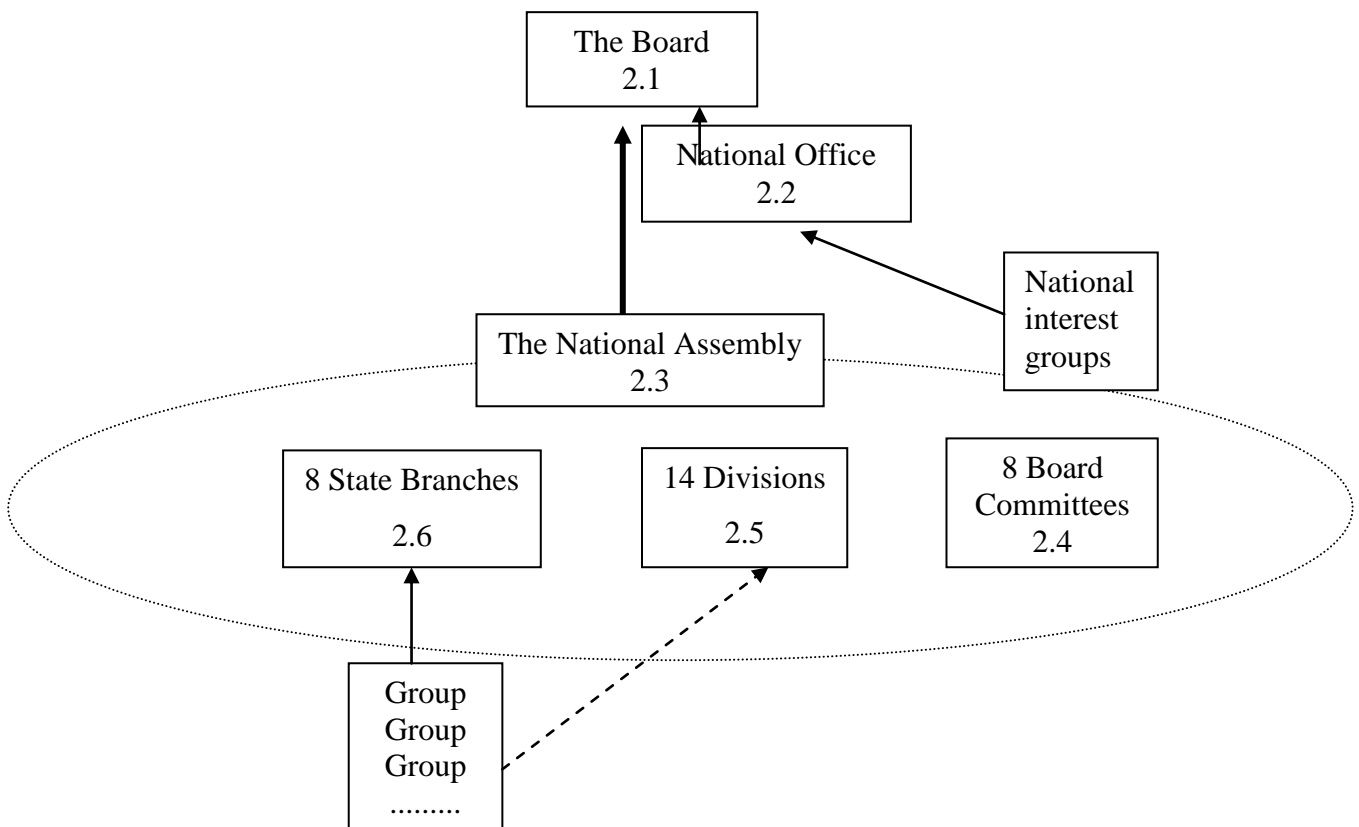 The Board
2.1
National Office
2.2
National
interest
groups
The National Assembly
2.3
8 State Branches
2.6
14 Divisions
2.5
8 Board
Committees
2.4
Group
Group
Group
.........